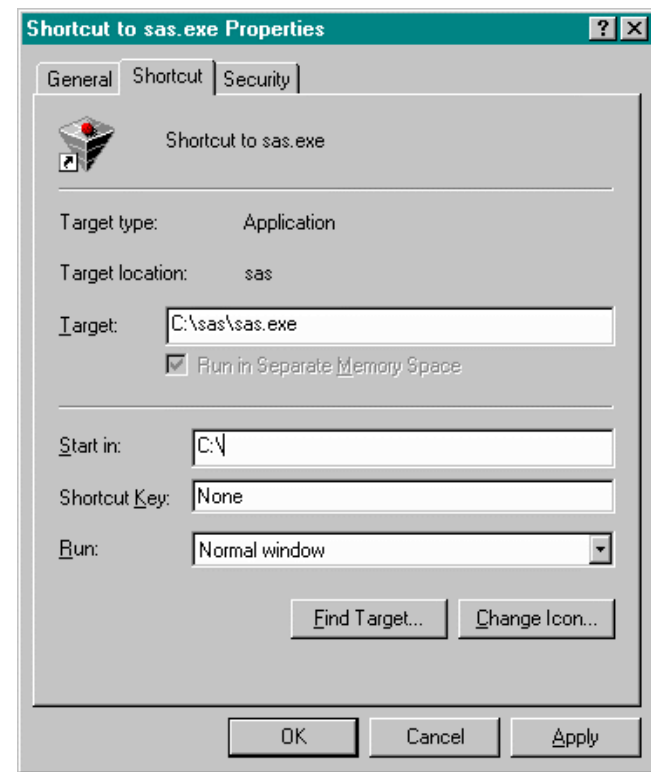 Shortcut to sas.exe Properties
General Shortcut Security
Shortcut to sas.exe
Target type: Application
Target location: sas
Target: C:\sas\sas.exe
Run in Separate Memory Space
Start in: C:\
Shortcut Key: None
Run: Normal window
Find Target... Change Icon...
OK Cancel Apply